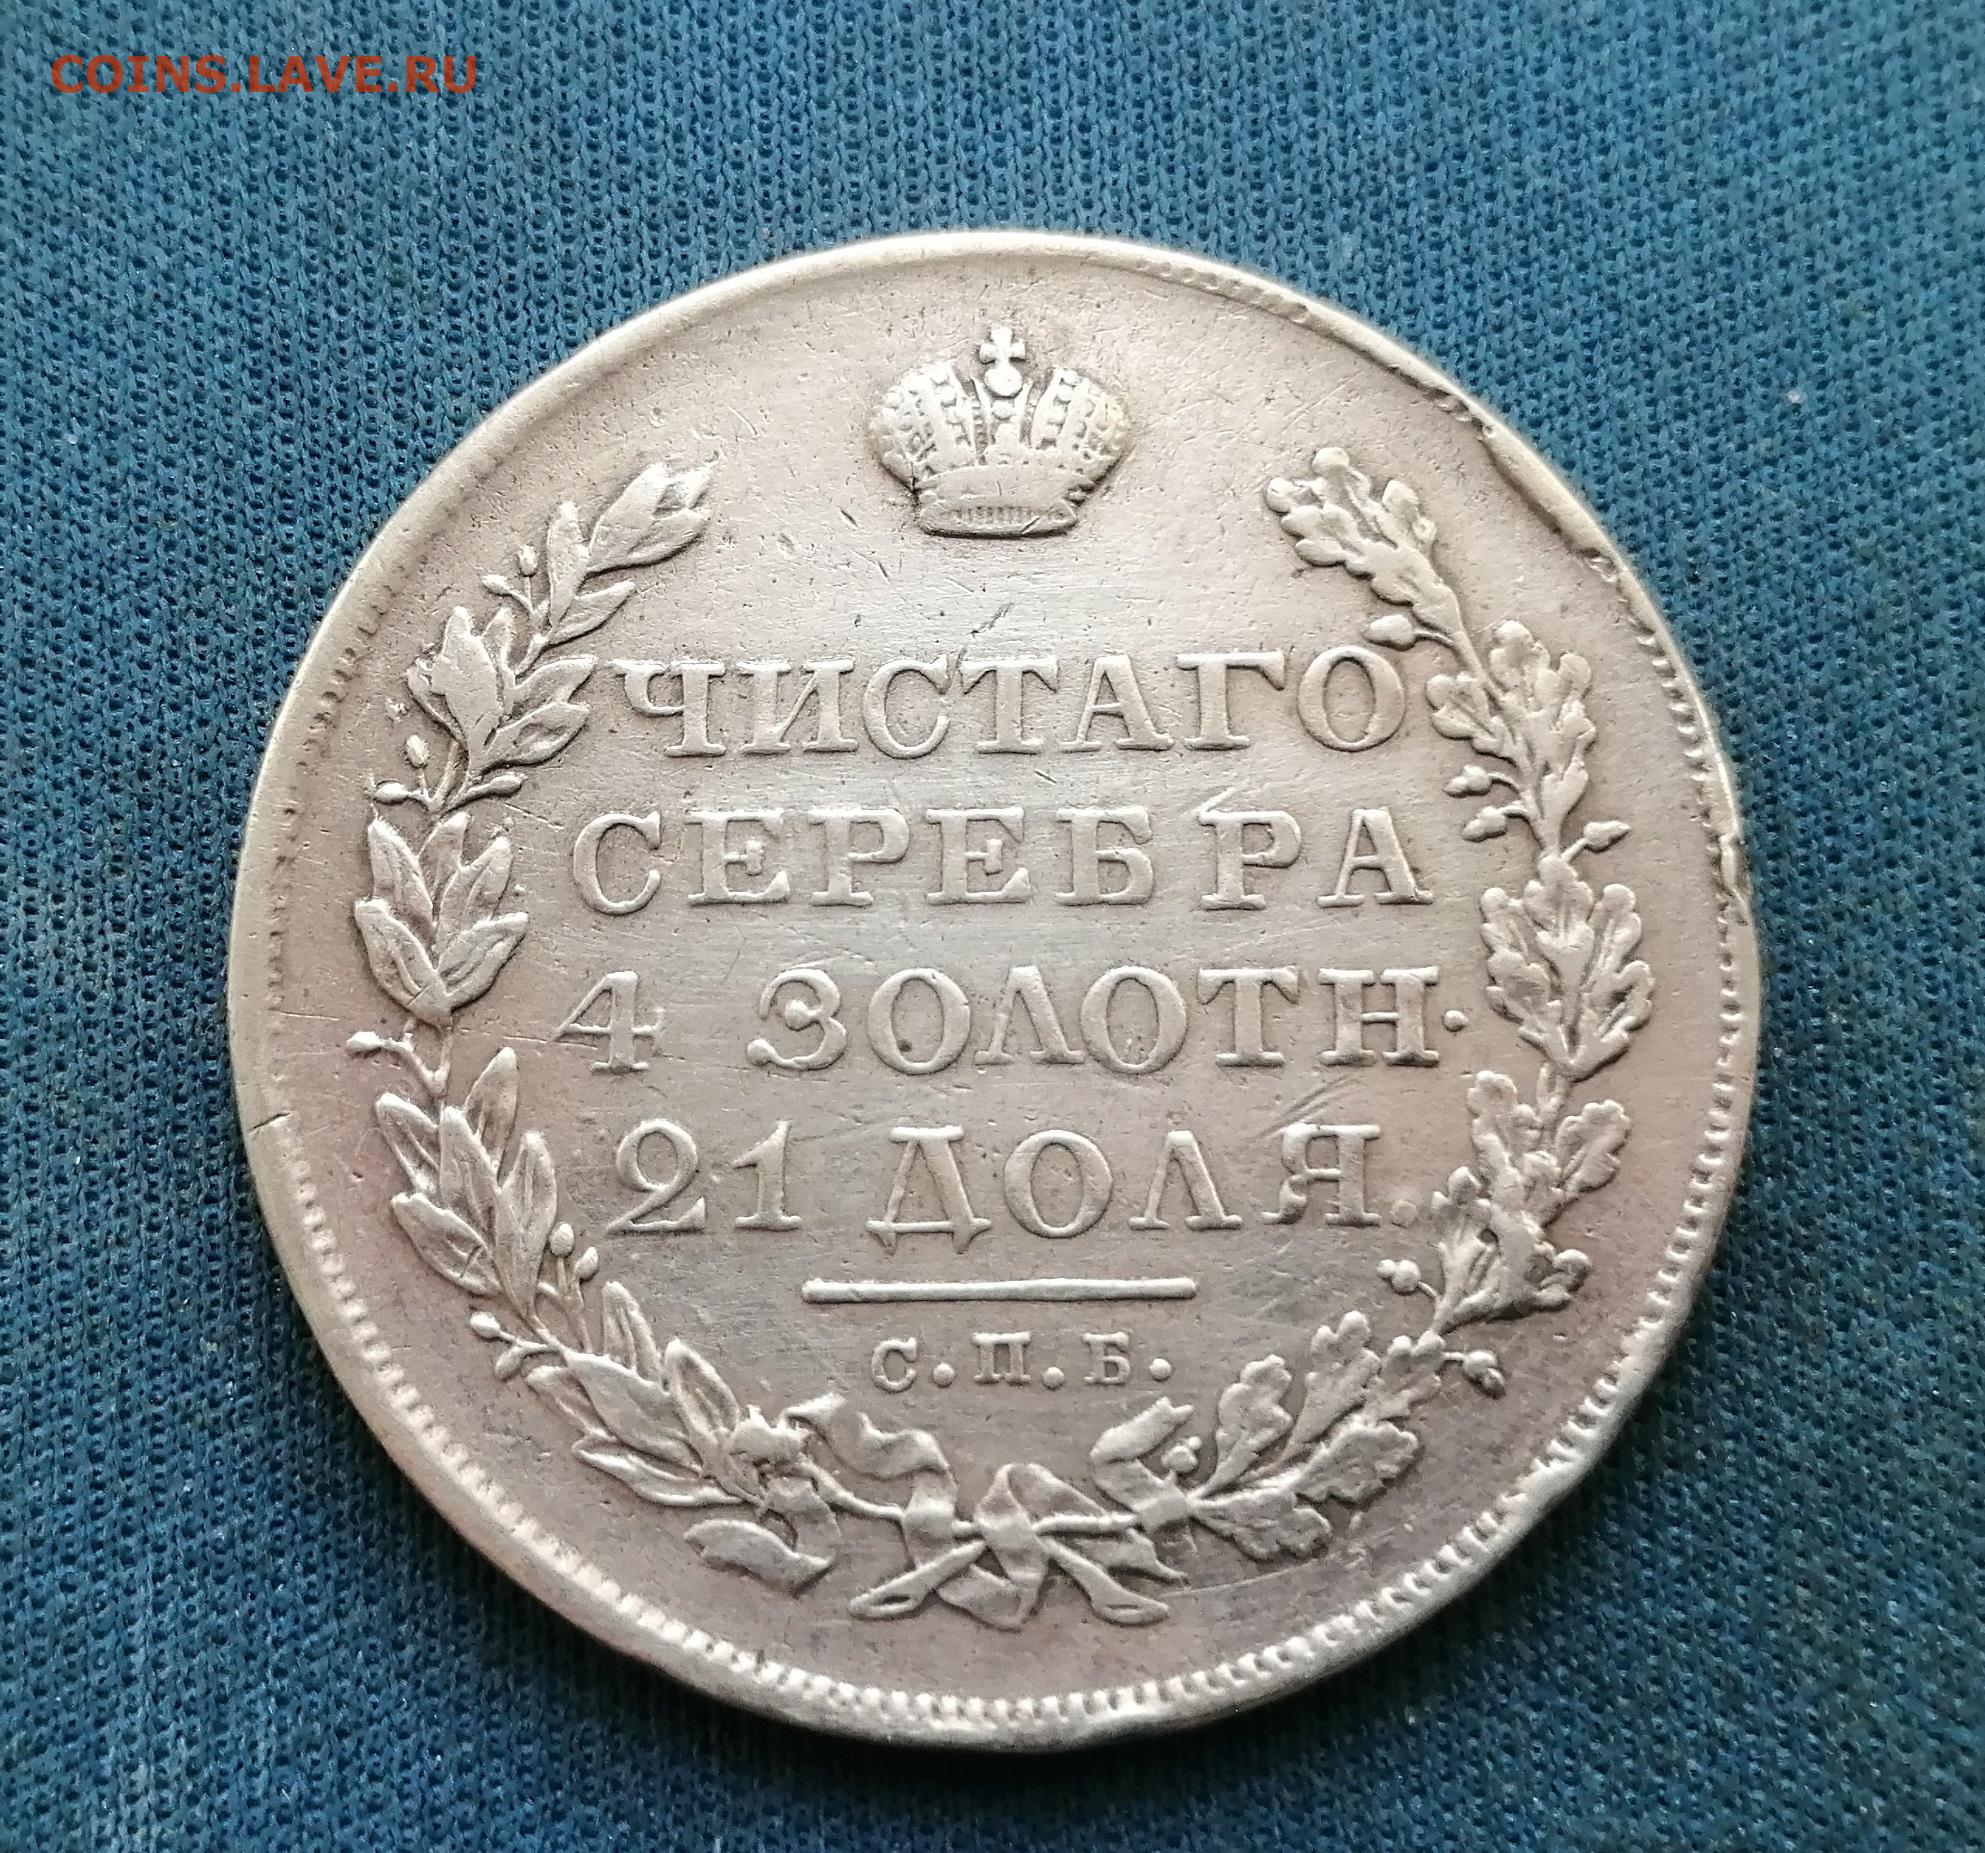 COINS.LAVE.RU
ЧИСТАГО
СЕРЕБРА
4 ЗОЛОТН.
21 ДОЛЯ.
С.П.Б.